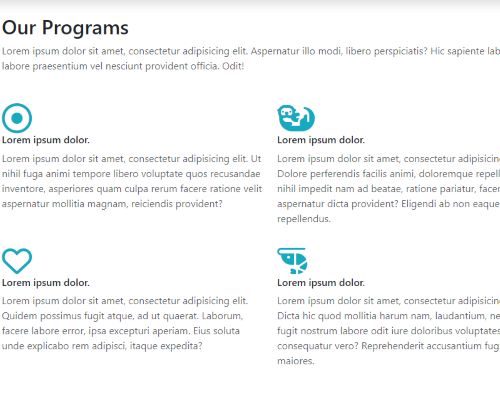 Our Programs
Lorem ipsum dolor sit amet, consectetur adipisicing elit. Aspernatur illo modi, libero perspiciatis? Hic sapiente
labore praesentium vel nesciunt provident officia. Odit!
Lorem ipsum dolor.
Lorem ipsum dolor sit amet, consectetur adipisicing elit. Ut
nihil fuga animi tempore libero voluptate quos recusandae
inventore, asperiores quam culpa rerum facere ratione velit
aspernatur mollitia magnam, reiciendis provident?
Lorem ipsum dolor.
Lorem ipsum dolor sit amet, consectetur adipisicing
Dolore perferendis facilis animi, doloremque
nihil impedit nam ad beatae, ratione pariatur,
aspernatur dicta provident? Eligendi ab non eaque
repellendus.
Lorem ipsum dolor.
Lorem ipsum dolor sit amet, consectetur adipisicing elit.
Quidem possimus fugit atque, ad ut quaerat. Laborum,
facere labore error, ipsa excepturi aperiam. Eius soluta
unde explicabo rem adipisci, itaque expedita?
Lorem ipsum dolor.
Lorem ipsum dolor sit amet, consectetur adipisicing
Dicta hic quod mollitia harum nam, laudantium,
fugit nostrum labore odit iure doloribus voluptates
consequatur vero? Reprehenderit accusantium
maiores.